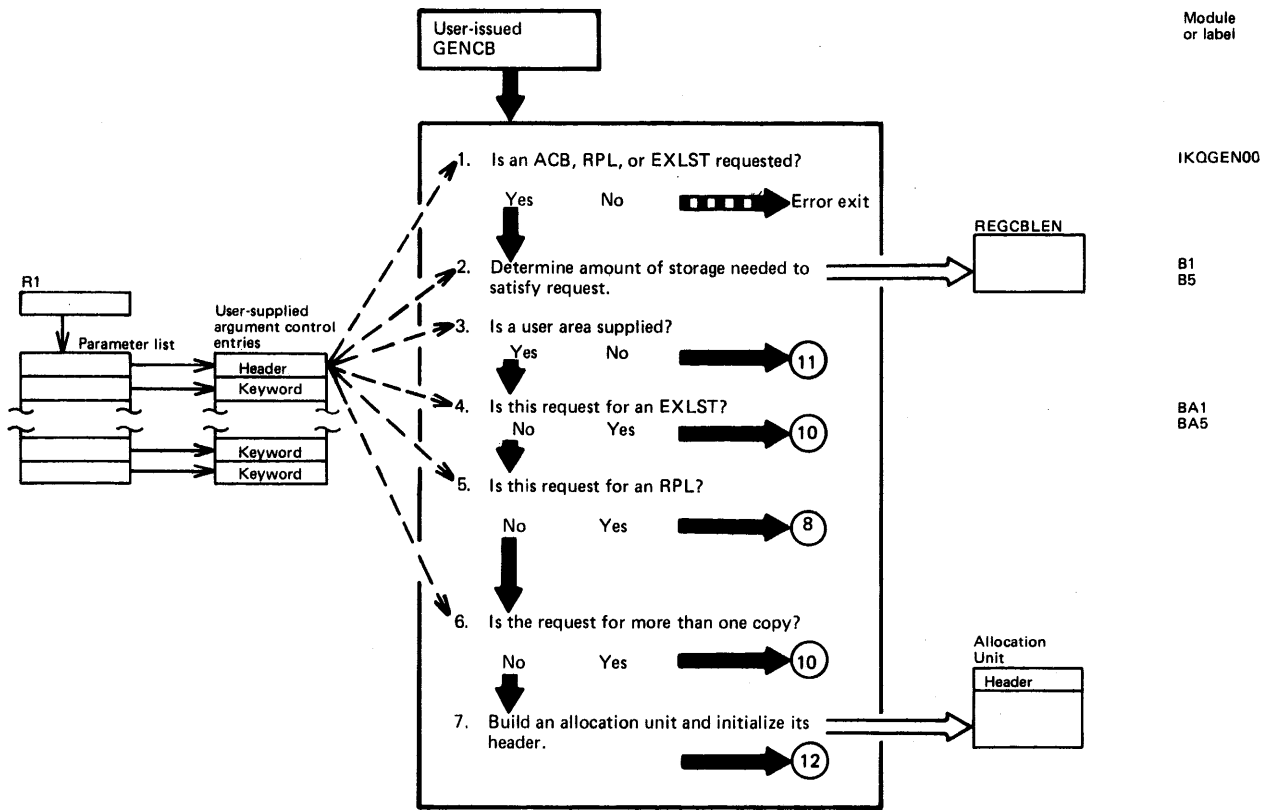 User-issued
GENCB
Module
or label
1. Is an ACB, RPL, or EXLST requested?
IKQGEN00
Yes No Error exit
REGCBLEN
2. Determine amount of storage needed to
satisfy request.
B1
B5
R1
User-supplied
argument control
entries
Parameter list
3. Is a user area supplied?
Yes No 11
Header
Keyword
Keyword
Keyword
4. Is this request for an EXLST?
No Yes 10
BA1
BA5
5. Is this request for an RPL?
No Yes 8
6. Is the request for more than one copy?
No Yes 10
Allocation
Unit
Header
7. Build an allocation unit and initialize its
header.
12